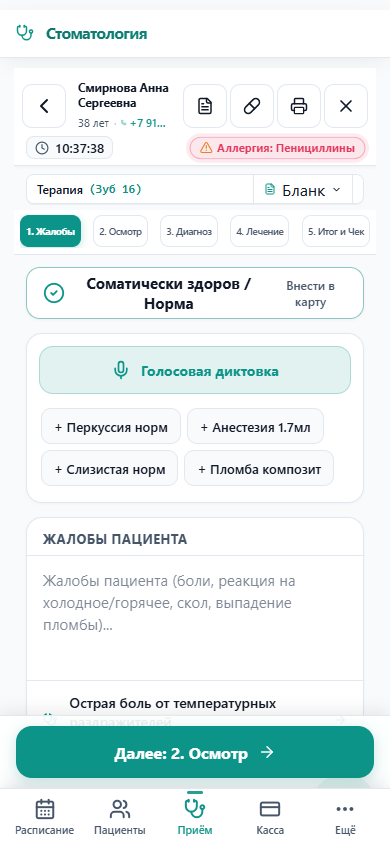 Стоматология
Смирнова Анна
Сергеевна
38 лет · +7 91...
10:37:38
Аллергия: Пенициллины
Терапия (Зуб 16)
Бланк
1. Жалобы
2. Осмотр
3. Диагноз
4. Лечение
5. Итог и Чек
Соматически здоров /
Норма
Внести в
карту
Голосовая диктовка
+ Перкуссия норм
+ Анестезия 1.7мл
+ Слизистая норм
+ Пломба композит
ЖАЛОБЫ ПАЦИЕНТА
Жалобы пациента (боли, реакция на
холодное/горячее, скол, выпадение
пломбы)...
Острая боль от температурных
раздражителей
Далее: 2. Осмотр
Расписание
Пациенты
Приём
Касса
Ещё